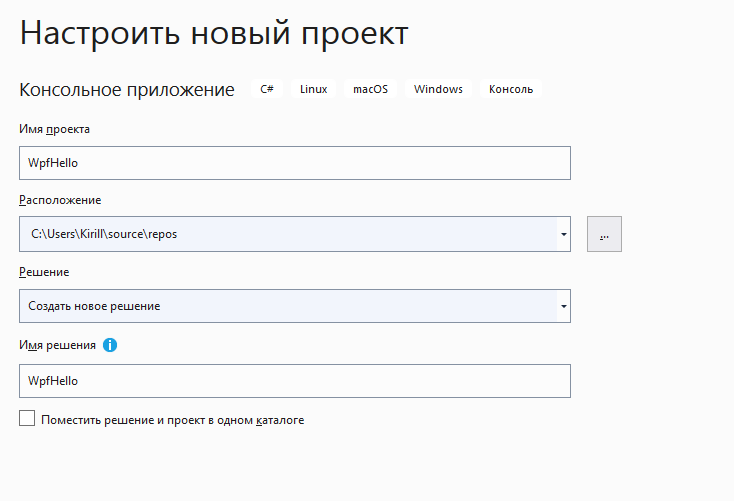 Настроить новый проект
Консольное приложение C# Linux macOS Windows Консоль
Имя проекта
WpfHello
Расположение
C:\Users\Kirill\source\repos
...
Решение
Создать новое решение
Имя решения
WpfHello
Поместить решение и проект в одном каталоге